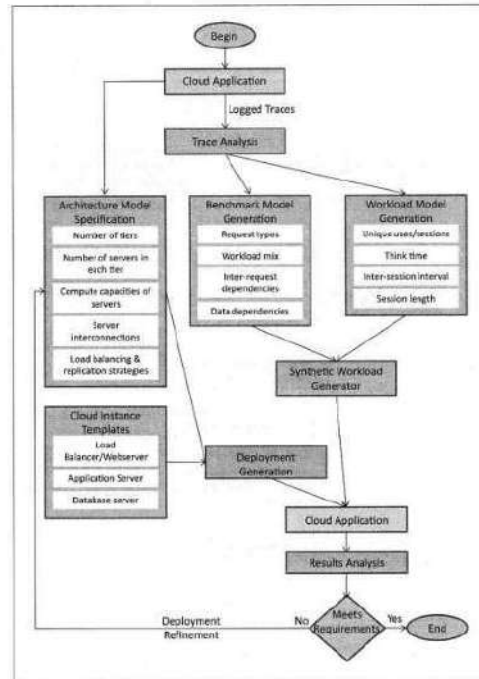 Begin
Cloud Application
Logged Traces
Trace Analysis
Architecture Model
Specification
Number of tiers
Number of servers in
each tier
Compute capacities of
servers
Server
interconnections
Load balancing &
replication strategies
Benchmark Model
Generation
Request types
Workload mix
Inter-request
dependencies
Data dependencies
Workload Model
Generation
Unique uses/sessions
Think time
Inter-session interval
Session length
Synthetic Workload
Generator
Cloud Instance
Templates
Load
Balancer/Webserver
Application Server
Database server
Deployment
Generation
Cloud Application
Results Analysis
Meets
Requirements
No
Yes
End
Deployment
Refinement